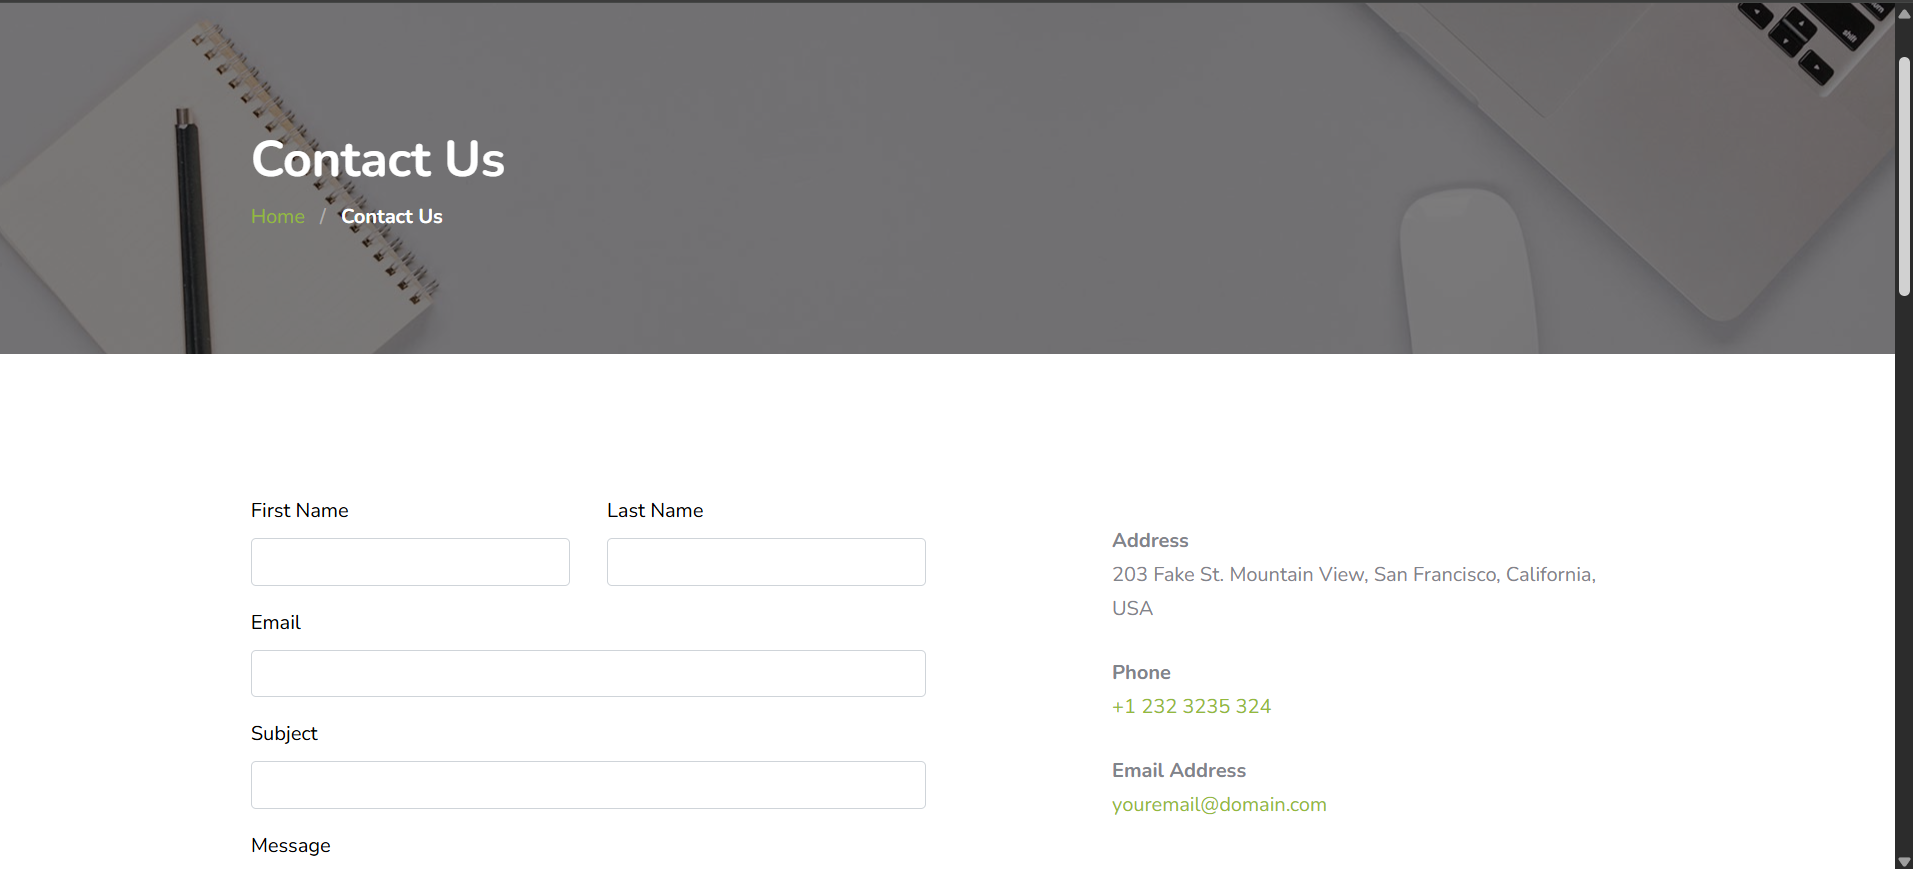 Contact Us
Home / Contact Us
First Name
Last Name
Email
Subject
Message
Address
203 Fake St. Mountain View, San Francisco, California,
USA
Phone
+1 232 3235 324
Email Address
youremail@domain.com
shift